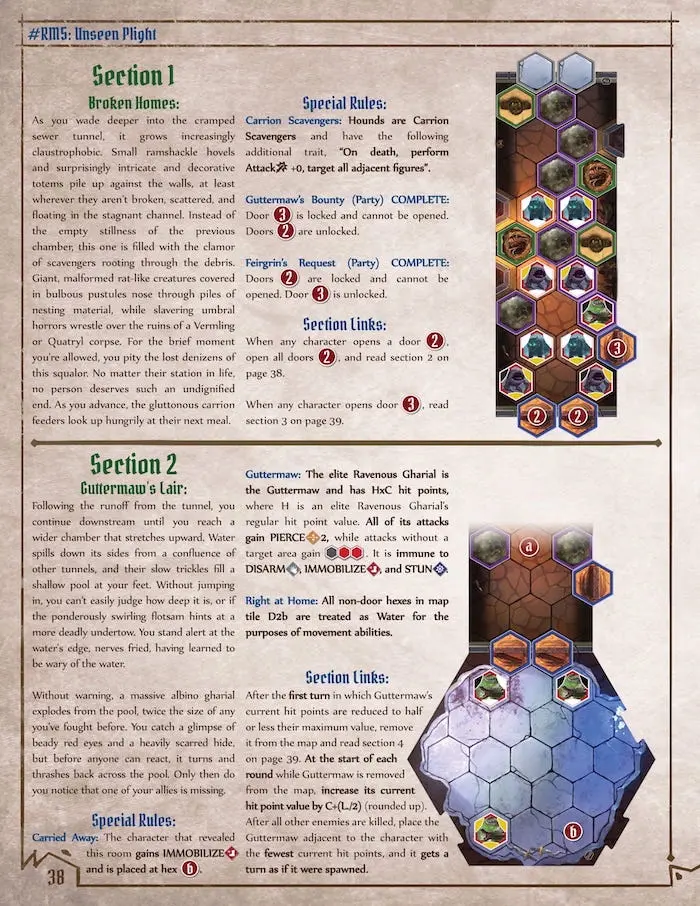 #RM5: Unseen Plight
Section 1
Broken Homes:
As you wade deeper into the cramped
sewer tunnel, it grows increasingly
claustrophobic. Small ramshackle hovels
and surprisingly intricate and decorative
totems pile up against the walls, at least
wherever they aren't broken, scattered, and
floating in the stagnant channel. Instead of
the empty stillness of the previous
chamber, this one is filled with the clamor
of scavengers rooting through the debris.
Giant, malformed rat-like creatures covered
in bulbous pustules nose through piles of
nesting material, while slavering umbral
horrors wrestle over the ruins of a Vermling
or Quatryl corpse. For the brief moment
you're allowed, you pity the lost denizens of
this squalor. No matter their station in life,
no person deserves such an undignified
end. As you advance, the gluttonous carrion
feeders look up hungrily at their next meal.
Special Rules:
Carrion Scavengers: Hounds are Carrion
Scavengers and have the following
additional trait, "On death, perform
Attack +0, target all adjacent figures".
Guttermaw's Bounty (Party) COMPLETE:
Door 3 is locked and cannot be opened.
Doors 2 are unlocked.
Feirgrin's Request (Party) COMPLETE:
Doors 2 are locked and cannot be
opened. Door 3 is unlocked.
Section Links:
When any character opens a door 2,
open all doors 2, and read section 2 on
page 38.
When any character opens door 3, read
section 3 on page 39.
3
2 2
Section 2
Guttermaw's Lair:
Following the runoff from the tunnel, you
continue downstream until you reach a
wider chamber that stretches upward. Water
spills down its sides from a confluence of
other tunnels, and their slow trickles fill a
shallow pool at your feet. Without jumping
in, you can't easily judge how deep it is, or if
the ponderously swirling flotsam hints at a
more deadly undertow. You stand alert at the
water's edge, nerves fried, having learned to
be wary of the water.
Without warning, a massive albino gharial
explodes from the pool, twice the size of any
you've fought before. You catch a glimpse of
beady red eyes and a heavily scarred hide,
but before anyone can react, it turns and
thrashes back across the pool. Only then do
you notice that one of your allies is missing.
Special Rules:
Carried Away: The character that revealed
this room gains IMMOBILIZE
and is placed at hex 6.
Guttermaw: The elite Ravenous Gharial is
the Guttermaw and has HxC hit points,
where H is an elite Ravenous Gharial's
regular hit point value. All of its attacks
gain PIERCE 2, while attacks without a
target area gain . It is immune to
DISARM, IMMOBILIZE, and STUN.
Right at Home: All non-door hexes in map
tile D2b are treated as Water for the
purposes of movement abilities.
Section Links:
After the first turn in which Guttermaw's
current hit points are reduced to half
or less their maximum value, remove
it from the map and read section 4
on page 39. At the start of each
round while Guttermaw is removed
from the map, increase its current
hit point value by C+(L/2) (rounded up).
After all other enemies are killed, place the
Guttermaw adjacent to the character with
the fewest current hit points, and it gets a
turn as if it were spawned.
a
6
38